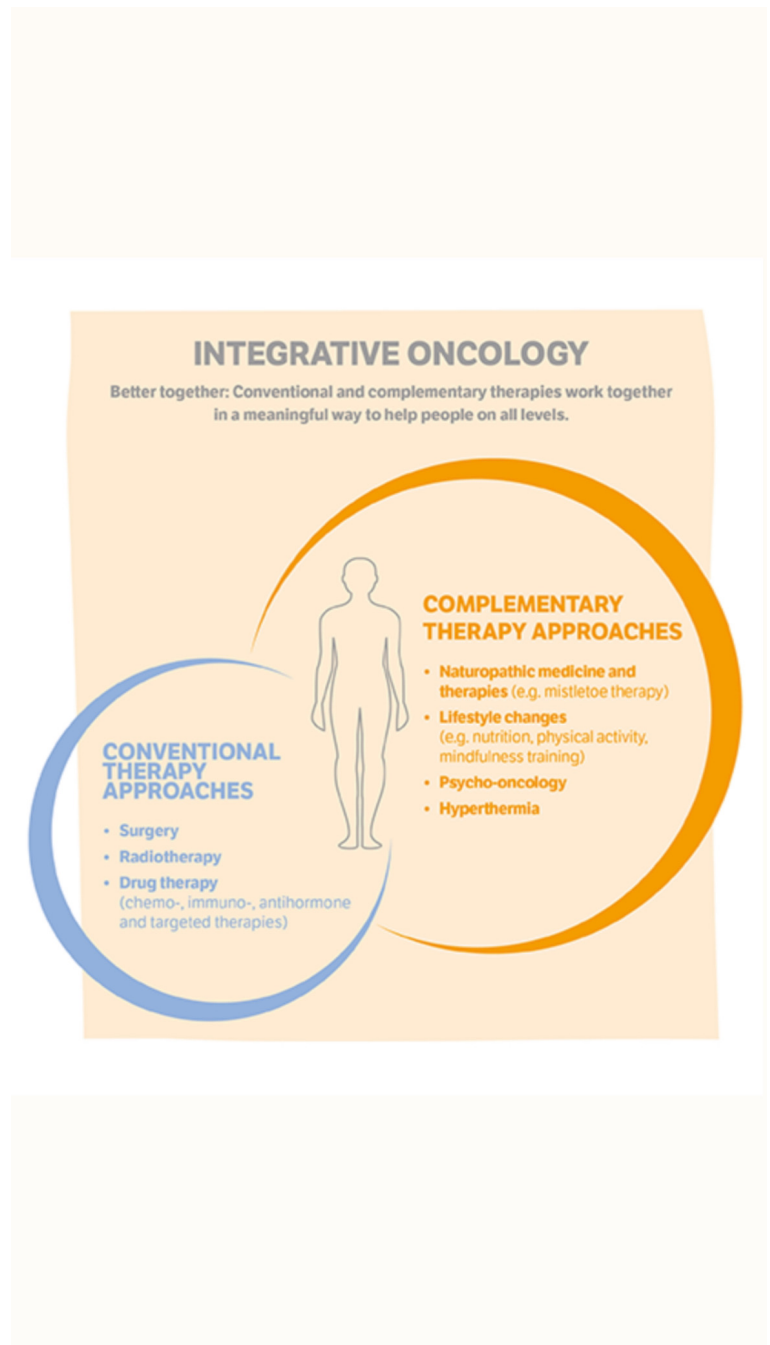 INTEGRATIVE ONCOLOGY
Better together: Conventional and complementary therapies work together
in a meaningful way to help people on all levels.
COMPLEMENTARY
THERAPY APPROACHES
• Naturopathic medicine and
therapies (e.g. mistletoe therapy)
• Lifestyle changes
(e.g. nutrition, physical activity,
mindfulness training)
• Psycho-oncology
• Hyperthermia
CONVENTIONAL
THERAPY
APPROACHES
• Surgery
• Radiotherapy
• Drug therapy
(chemo-, immuno-, antihormone
and targeted therapies)